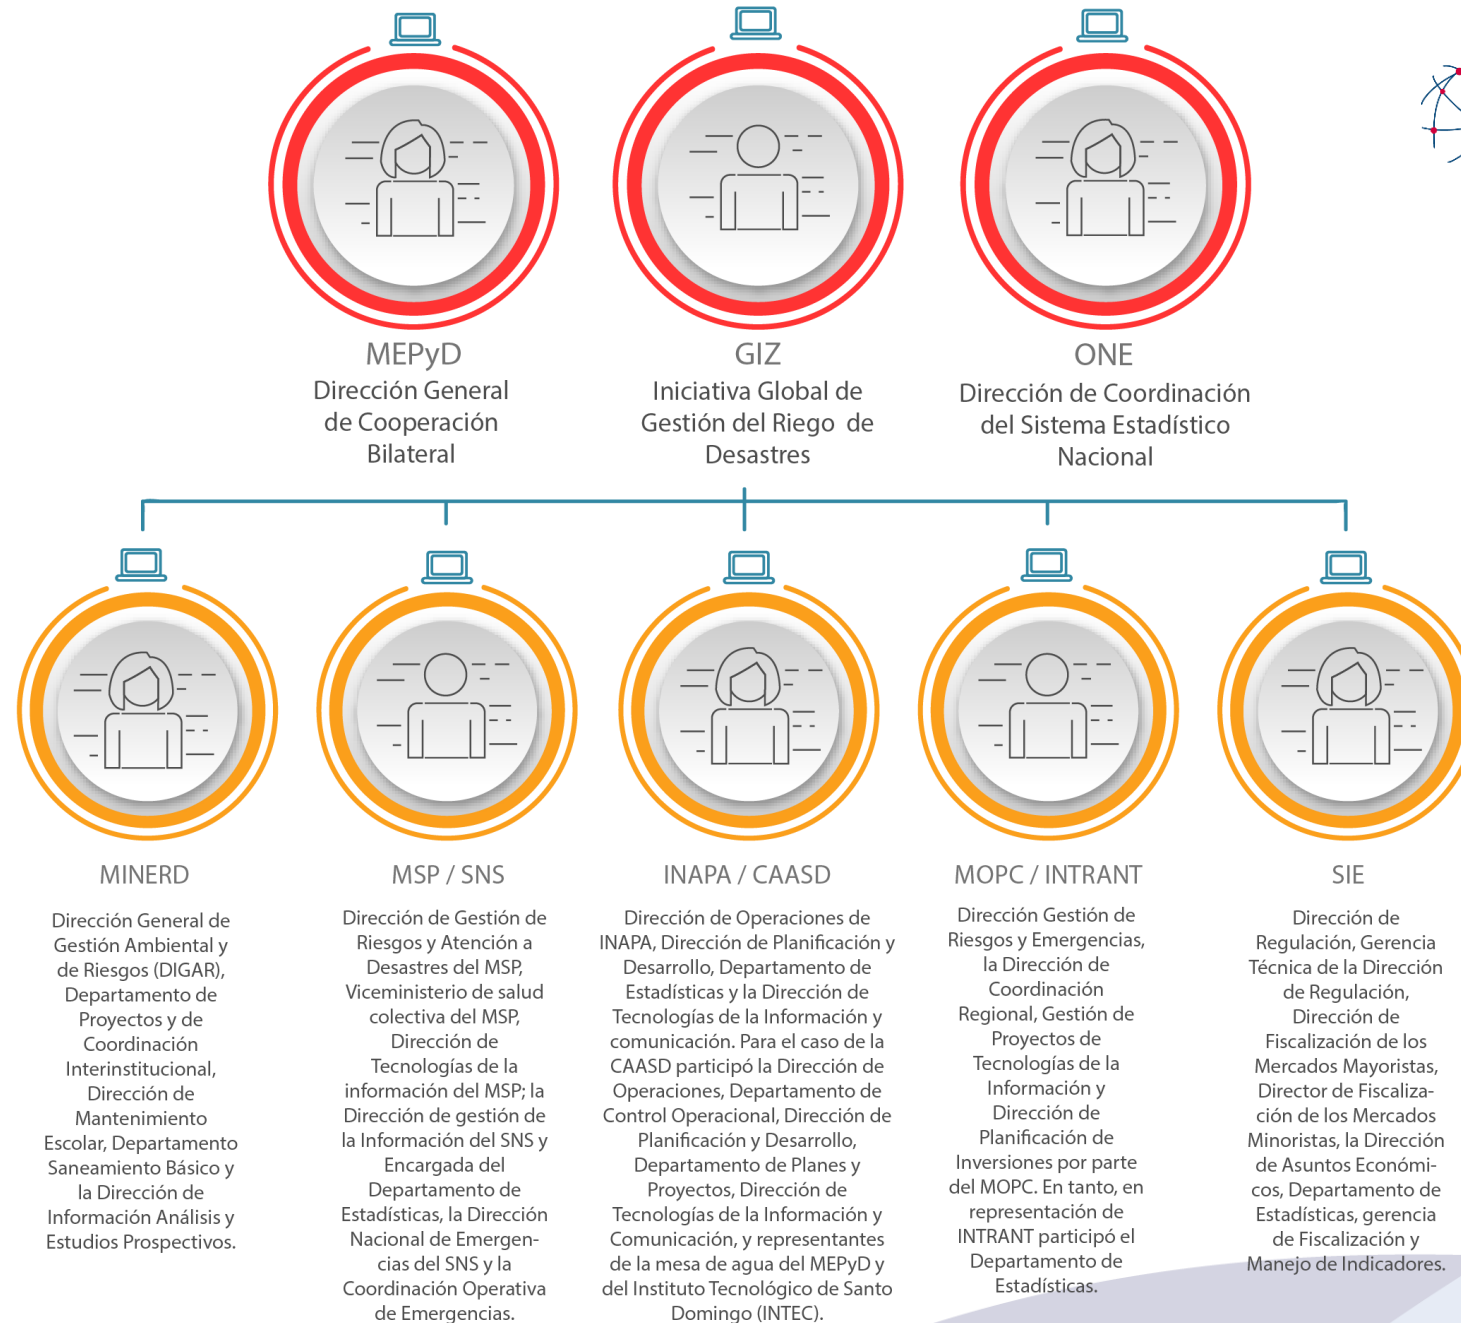 MEPyD
Dirección General
de Cooperación
Bilateral
GIZ
Iniciativa Global de
Gestión del Riego  de
Desastres
ONE
Dirección de Coordinación
del Sistema Estadístico
Nacional
MINERD
Dirección General de
Gestión Ambiental y
de Riesgos (DIGAR),
Departamento de
Proyectos y de
Coordinación
Interinstitucional,
Dirección de
Mantenimiento
Escolar, Departamento
Saneamiento Básico y
la Dirección de
Información Análisis y
Estudios Prospectivos.
MSP / SNS
Dirección de Gestión de
Riesgos y Atención a
Desastres del MSP,
Viceministerio de salud
colectiva del MSP,
Dirección de
Tecnologías de la
información del MSP; la
Dirección de gestión de
la Información del SNS y
Encargada del
Departamento de
Estadísticas, la Dirección
Nacional de Emergen-
cias del SNS y la
Coordinación Operativa
de Emergencias.
INAPA / CAASD
Dirección de Operaciones de
INAPA, Dirección de Planificación y
Desarrollo, Departamento de
Estadísticas y la Dirección de
Tecnologías de la Información y
comunicación. Para el caso de la
CAASD participó la Dirección de
Operaciones, Departamento de
Control Operacional, Dirección de
Planificación y Desarrollo,
Departamento de Planes y
Proyectos, Dirección de
Tecnologías de la Información y
Comunicación, y representantes
de la mesa de agua del MEPyD y
del Instituto Tecnológico de Santo
Domingo (INTEC).
MOPC / INTRANT
Dirección Gestión de
Riesgos y Emergencias,
la Dirección de
Coordinación
Regional, Gestión de
Proyectos de
Tecnologías de la
Información y
Dirección de
Planificación de
Inversiones por parte
del MOPC. En tanto, en
representación de
INTRANT participó el
Departamento de
Estadísticas.
SIE
Dirección de
Regulación, Gerencia
Técnica de la Dirección
de Regulación,
Dirección de
Fiscalización de los
Mercados Mayoristas,
Director de Fiscaliza-
ción de los Mercados
Minoristas, la Dirección
de Asuntos Económi-
cos, Departamento de
Estadísticas, gerencia
de Fiscalización y
Manejo de Indicadores.